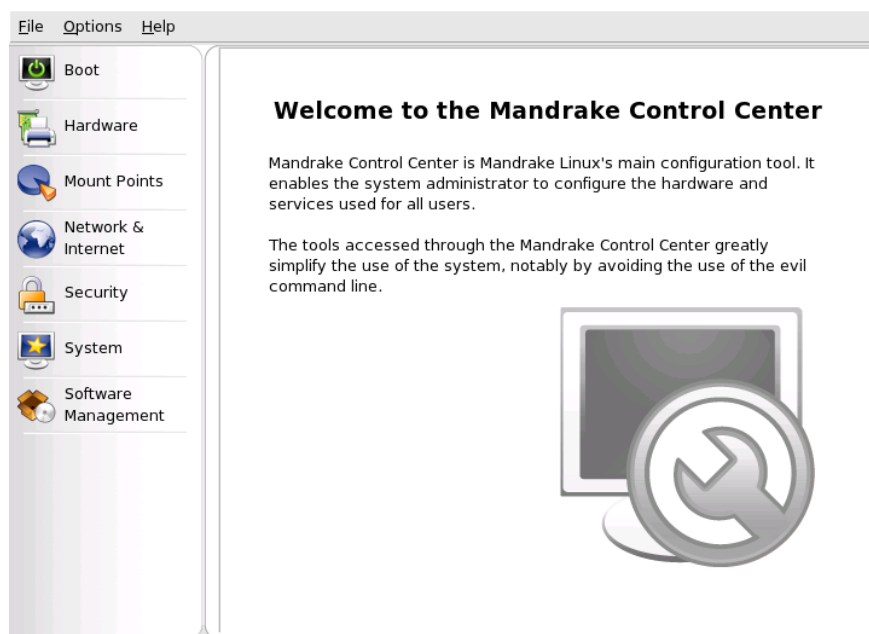 File Options Help
Boot
Hardware
Mount Points
Network &
Internet
Security
System
Software
Management
Welcome to the Mandrake Control Center
Mandrake Control Center is Mandrake Linux's main configuration tool. It
enables the system administrator to configure the hardware and
services used for all users.
The tools accessed through the Mandrake Control Center greatly
simplify the use of the system, notably by avoiding the use of the evil
command line.